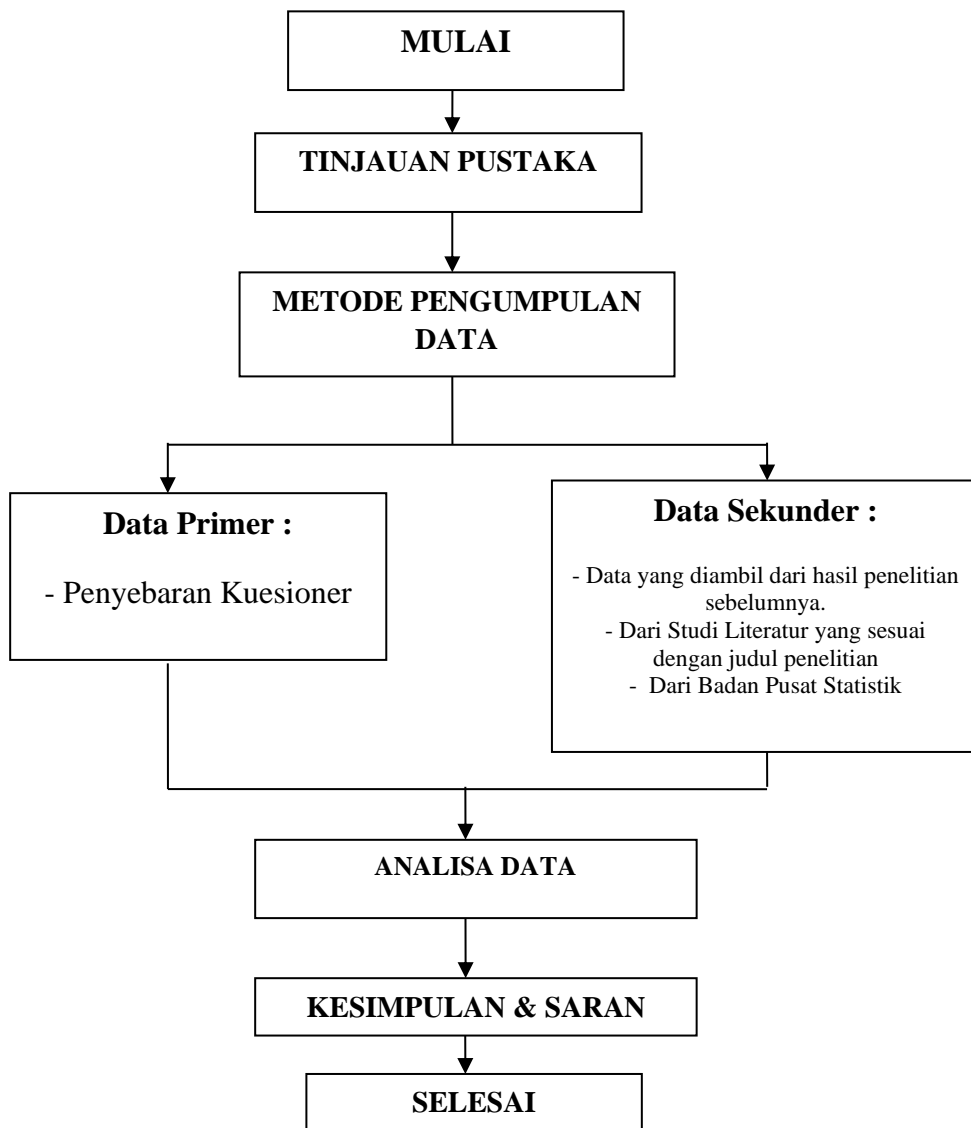 MULAI
TINJAUAN PUSTAKA
METODE PENGUMPULAN
DATA
Data Primer :
- Penyebaran Kuesioner
Data Sekunder :
- Data yang diambil dari hasil penelitian
sebelumnya.
- Dari Studi Literatur yang sesuai
dengan judul penelitian
- Dari Badan Pusat Statistik
ANALISA DATA
KESIMPULAN & SARAN
SELESAI